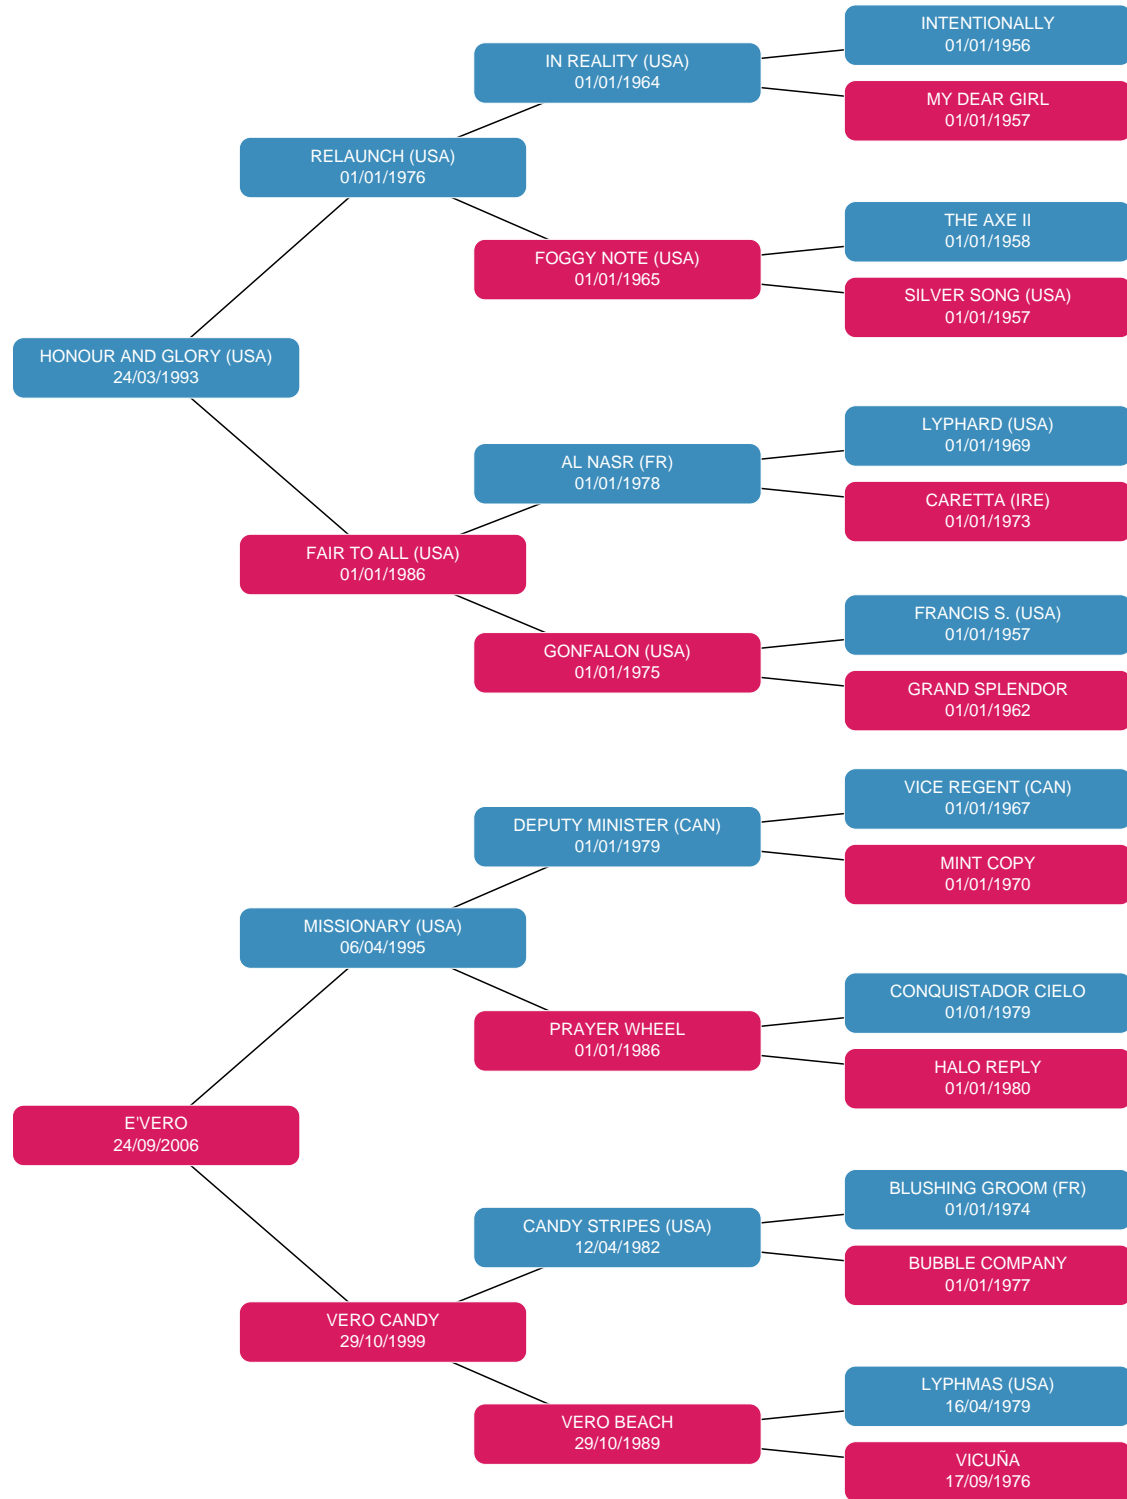 INTENTIONALLY
01/01/1956
IN REALITY (USA)
01/01/1964
MY DEAR GIRL
01/01/1957
RELAUNCH (USA)
01/01/1976
THE AXE II
01/01/1958
FOGGY NOTE (USA)
01/01/1965
SILVER SONG (USA)
01/01/1957
HONOUR AND GLORY (USA)
24/03/1993
LYPHARD (USA)
01/01/1969
AL NASR (FR)
01/01/1978
CARETTA (IRE)
01/01/1973
FAIR TO ALL (USA)
01/01/1986
FRANCIS S. (USA)
01/01/1957
GONFALON (USA)
01/01/1975
GRAND SPLENDOR
01/01/1962
VICE REGENT (CAN)
01/01/1967
DEPUTY MINISTER (CAN)
01/01/1979
MINT COPY
01/01/1970
MISSIONARY (USA)
06/04/1995
CONQUISTADOR CIELO
01/01/1979
PRAYER WHEEL
01/01/1986
HALO REPLY
01/01/1980
E'VERO
24/09/2006
BLUSHING GROOM (FR)
01/01/1974
CANDY STRIPES (USA)
12/04/1982
BUBBLE COMPANY
01/01/1977
VERO CANDY
29/10/1999
LYPHMAS (USA)
16/04/1979
VERO BEACH
29/10/1989
VICUÑA
17/09/1976